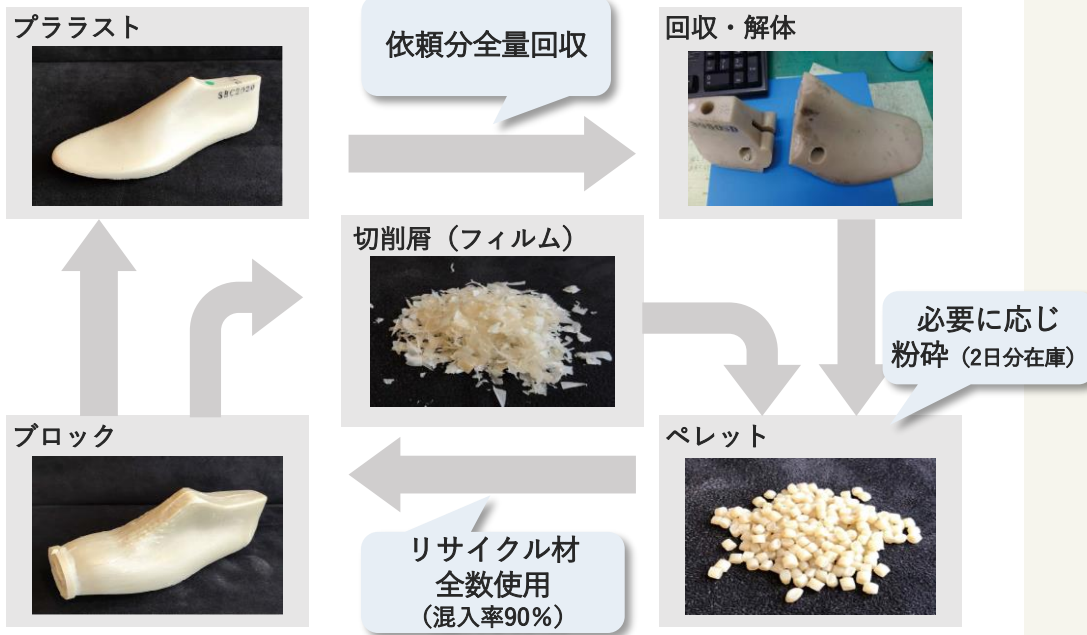 プララスト
依頼分全量回収
回収・解体
SBC2020
切削屑（フィルム）
必要に応じ
粉砕（2日分在庫）
ブロック
ペレット
リサイクル材
全数使用
（混入率90%）